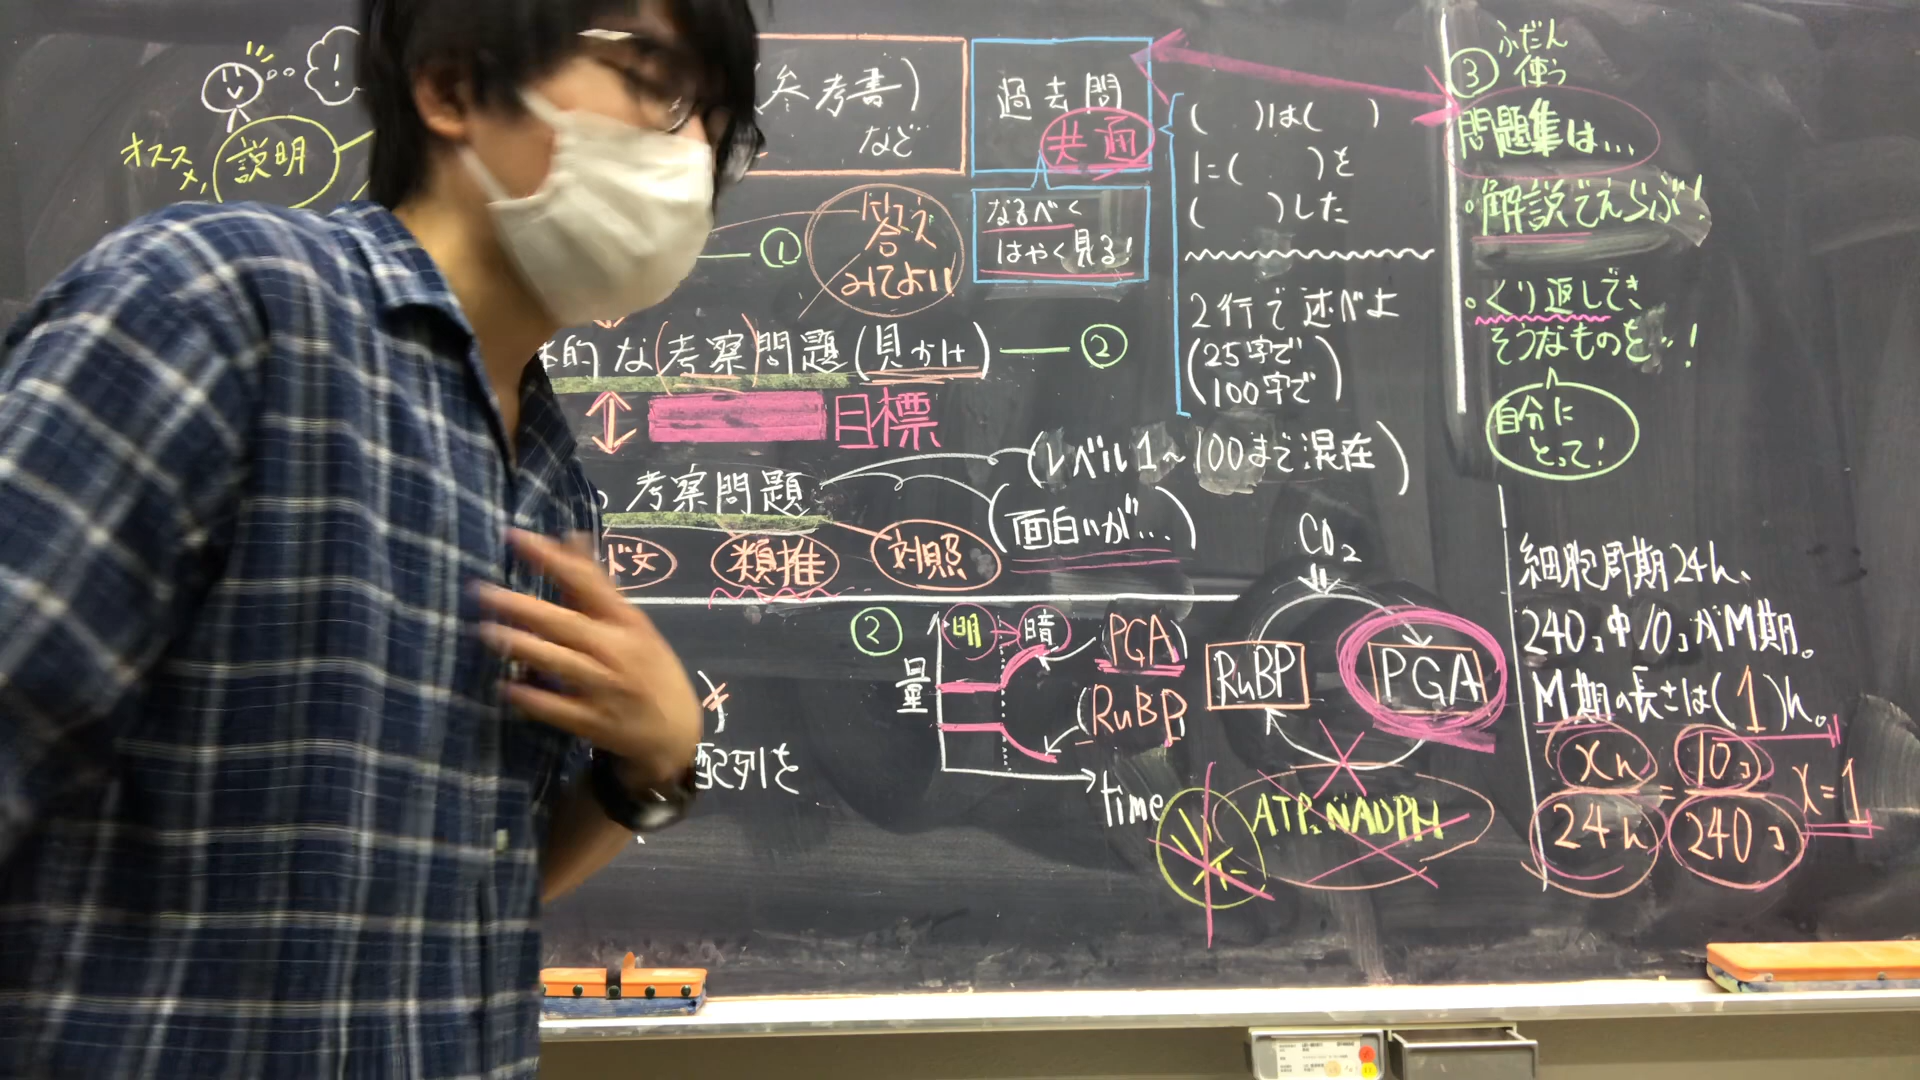 オススメ
説明
(参考書)
など
過去問
共通
なるべく
はやく見る!
①
答え
みてよい!
( )は( )
に( )を
( )した
2行で述べよ
(25字で
100字で)
③ ふだん
使う
問題集は…
・解説でえらぶ!
・くり返しでき
そうなものを…!
自分に
とって!
的な(考察)問題(見かけ) ②
目標
考察問題
(レベル1~100まで混在)
(面白いが…)
類推
対照
配列を
②
明 暗
量
PGA
(RuBP)
time
CO₂
RuBP
PGA
ATP、NADPH
細胞周期24h、
240コ中10コがM期。
M期の長さは(1)h。
xh/24h = 10コ/240コ
x=1